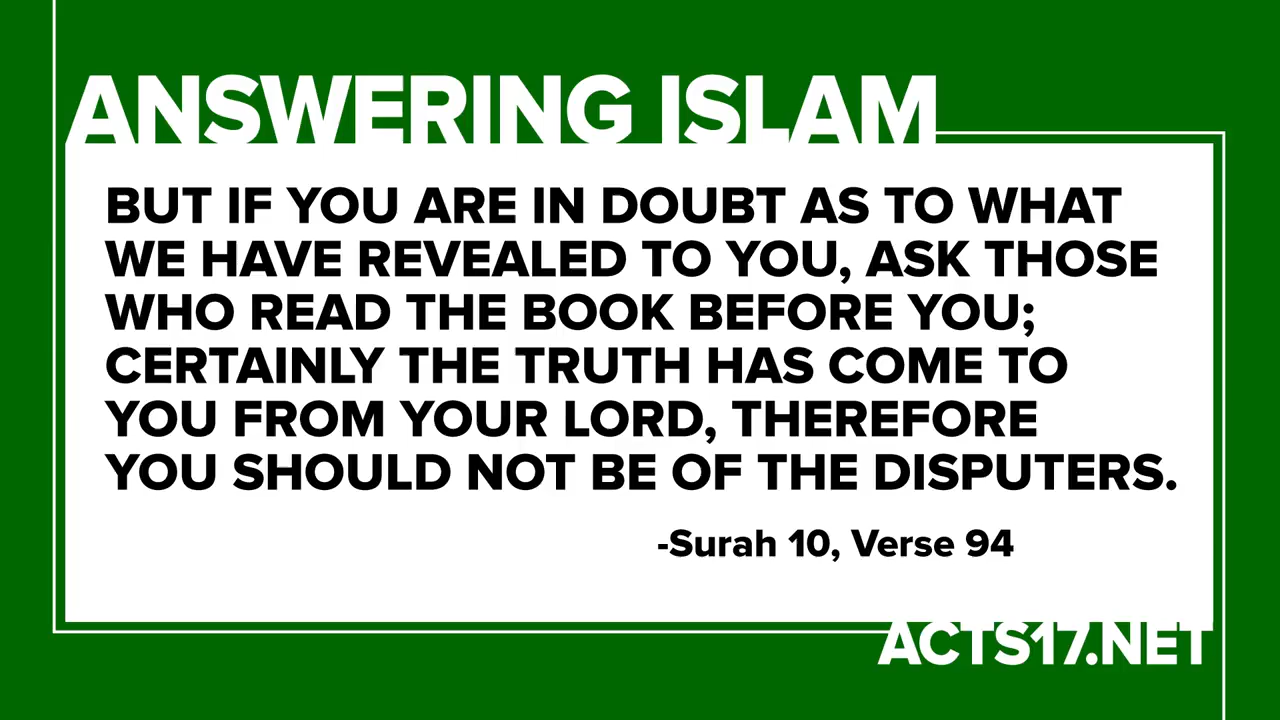 ANSWERING ISLAM
BUT IF YOU ARE IN DOUBT AS TO WHAT
WE HAVE REVEALED TO YOU, ASK THOSE
WHO READ THE BOOK BEFORE YOU;
CERTAINLY THE TRUTH HAS COME TO
YOU FROM YOUR LORD, THEREFORE
YOU SHOULD NOT BE OF THE DISPUTERS.
-Surah 10, Verse 94
ACTS17.NET